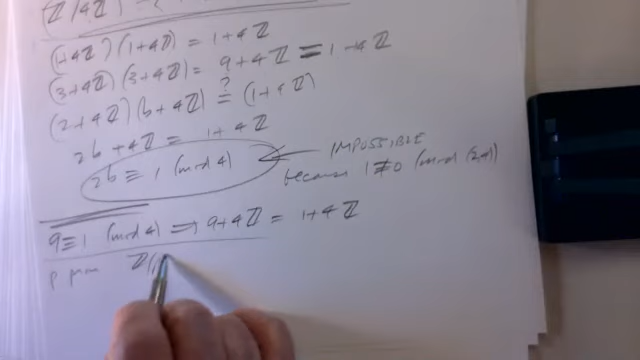 (1+4ℤ)(1+4ℤ) = 1+4ℤ
(3+4ℤ)(3+4ℤ) = 9+4ℤ = 1+4ℤ
(2+4ℤ)(b+4ℤ) ?= (1+4ℤ)
2b+4ℤ = 1+4ℤ
2b ≡ 1 (mod 4) ← IMPOSSIBLE
because 1≢0 (mod (2,4))
9≡1 (mod 4) ⟹ 9+4ℤ = 1+4ℤ
p ℤ/